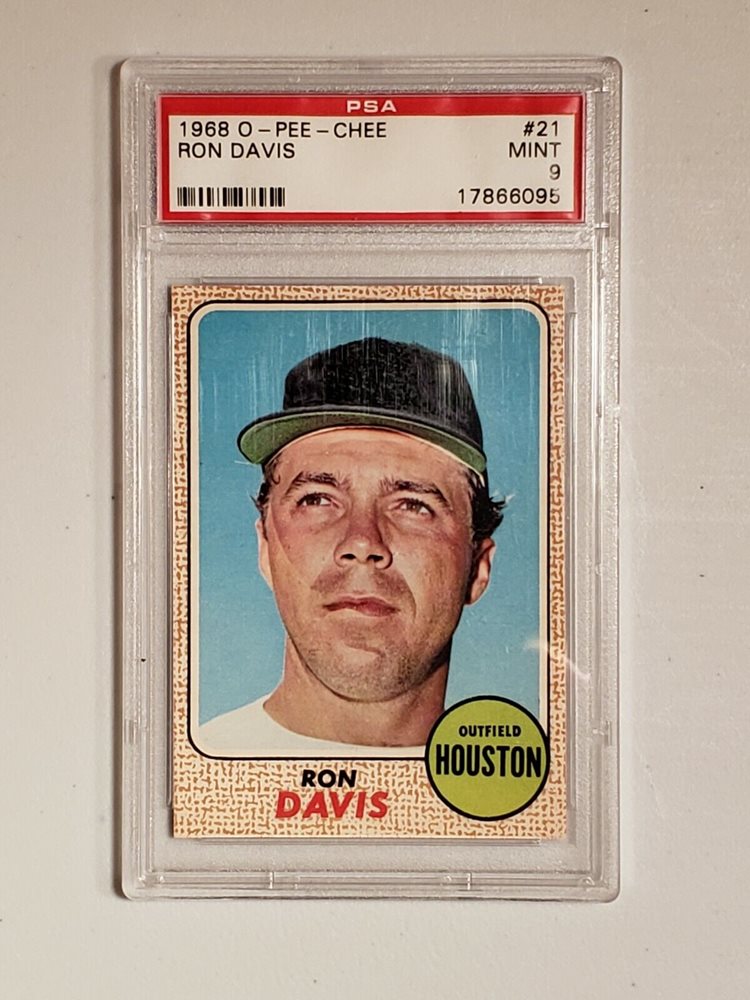 PSA
1968 O-PEE-CHEE #21
RON DAVIS MINT
9
17866095
OUTFIELD
HOUSTON
RON
DAVIS